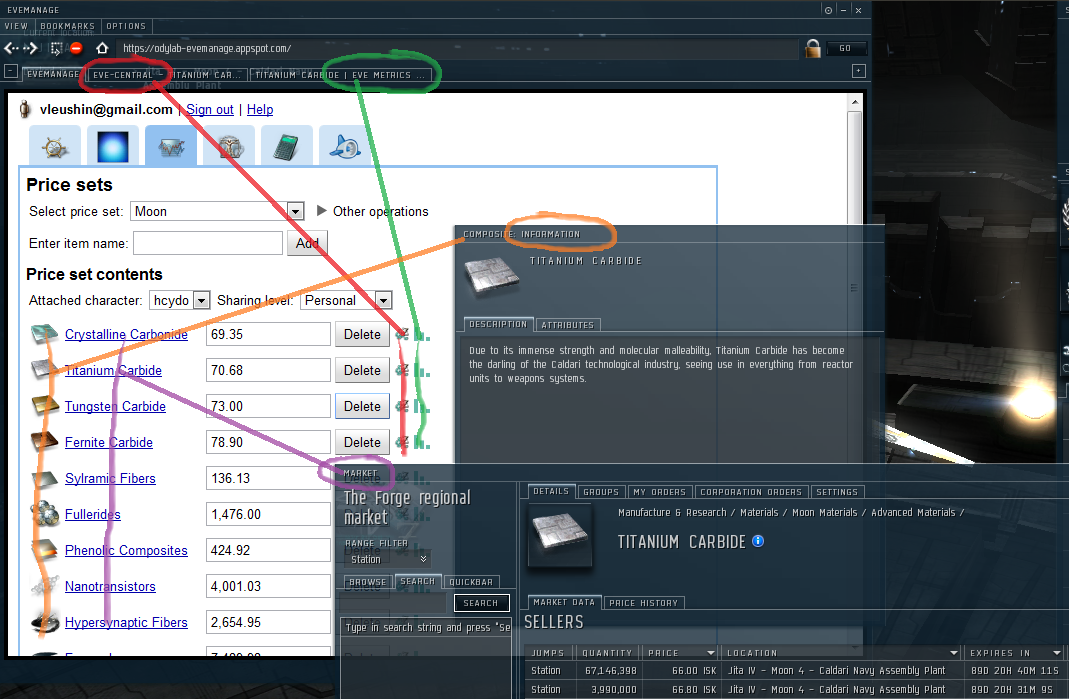 EVEMANAGE
VIEW BOOKMARKS OPTIONS
https://odylab-evemanage.appspot.com/ GO
EVEMANAGE EVE-CENTRAL TITANIUM CAR... TITANIUM CARBIDE | EVE METRICS ...
Assembly Plant
vleushin@gmail.com | Sign out | Help
Price sets
Select price set: Moon Other operations
Enter item name: Add
Price set contents
Attached character: hcydo Sharing level: Personal
Crystalline Carbonide 69.35 Delete
Titanium Carbide 70.68 Delete
Tungsten Carbide 73.00 Delete
Fernite Carbide 78.90 Delete
Sylramic Fibers 136.13 Delete
Fullerides 1,476.00
Phenolic Composites 424.92
Nanotransistors 4,001.03
Hypersynaptic Fibers 2,654.95
COMPOSITE: INFORMATION
TITANIUM CARBIDE
DESCRIPTION ATTRIBUTES
Due to its immense strength and molecular malleability, Titanium Carbide has become
the darling of the Caldari technological industry, seeing use in everything from reactor
units to weapons systems.
MARKET
The Forge regional
market
RANGE FILTER
Station
BROWSE SEARCH QUICKBAR
SEARCH
Type in search string and press "Se
DETAILS GROUPS MY ORDERS CORPORATION ORDERS SETTINGS
Manufacture & Research / Materials / Moon Materials / Advanced Materials /
TITANIUM CARBIDE
MARKET DATA PRICE HISTORY
SELLERS
JUMPS QUANTITY PRICE LOCATION EXPIRES IN
Station 67,146,398 66.00 ISK Jita IV - Moon 4 - Caldari Navy Assembly Plant 89D 20H 40M 11S
Station 3,990,000 66.80 ISK Jita IV - Moon 4 - Caldari Navy Assembly Plant 89D 20H 31M 9S